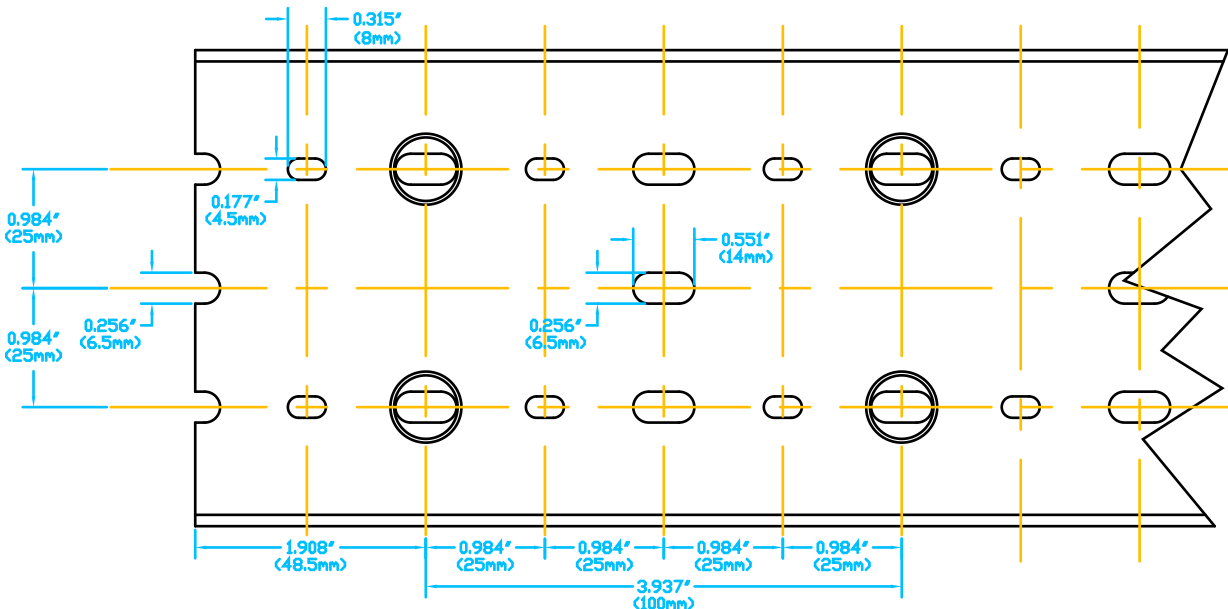 0.315″
(8mm)
0.177″
(4.5mm)
0.984″
(25mm)
0.551″
(14mm)
0.256″
(6.5mm)
0.256″
(6.5mm)
0.984″
(25mm)
1.908″
(48.5mm)
0.984″
(25mm)
0.984″
(25mm)
0.984″
(25mm)
0.984″
(25mm)
3.937″
(100mm)